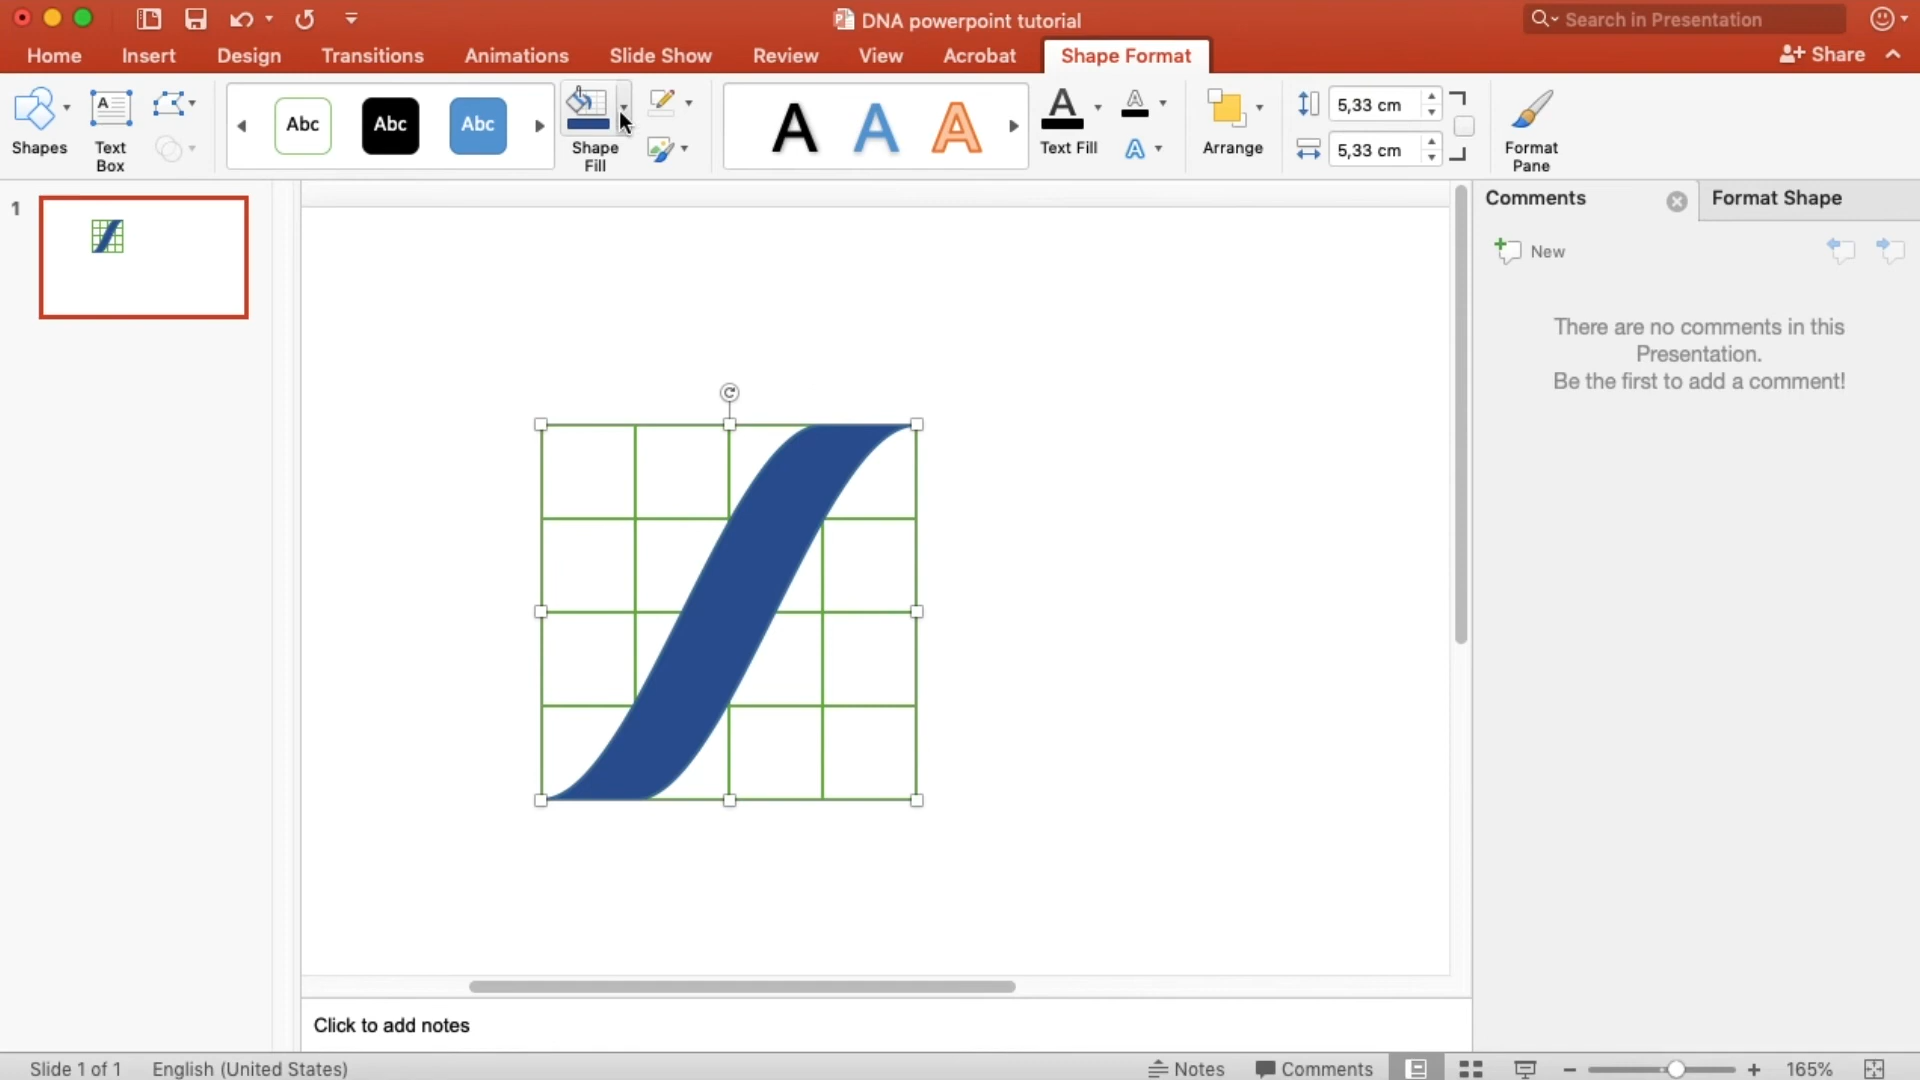 DNA powerpoint tutorial
Search in Presentation
Home Insert Design Transitions Animations Slide Show Review View Acrobat Shape Format Share
Abc Abc Abc
A A A
5,33 cm
5,33 cm
Shapes
Text Box
Shape Fill
Text Fill
Arrange
Format Pane
1
Comments
Format Shape
New
There are no comments in this
Presentation.
Be the first to add a comment!
Click to add notes
Slide 1 of 1 English (United States) Notes Comments 165%